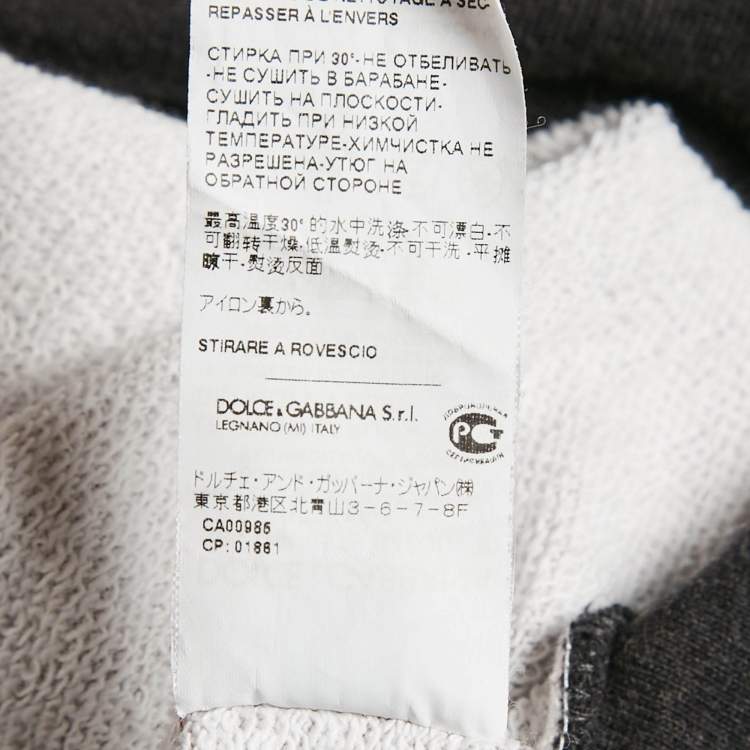 NETTOYAGE A SEC-
REPASSER À L'ENVERS
СТИРКА ПРИ 30°-НЕ ОТБЕЛИВАТЬ
-НЕ СУШИТЬ В БАРАБАНЕ-
СУШИТЬ НА ПЛОСКОСТИ-
ГЛАДИТЬ ПРИ НИЗКОЙ
ТЕМПЕРАТУРЕ-ХИМЧИСТКА НЕ
РАЗРЕШЕНА-УТЮГ НА
ОБРАТНОЙ СТОРОНЕ
最高温度30°的水中洗涤-不可漂白-不
可翻转干燥-低温熨烫-不可干洗-平摊
晾干-熨烫反面
アイロン裏から。
STIRARE A ROVESCIO
DOLCE & GABBANA S.r.l.
LEGNANO (MI) ITALY
РСТ
ドルチェ・アンド・ガッバーナ・ジャパン㈱
東京都港区北青山3-6-7-8F
CA00986
CP: 01881